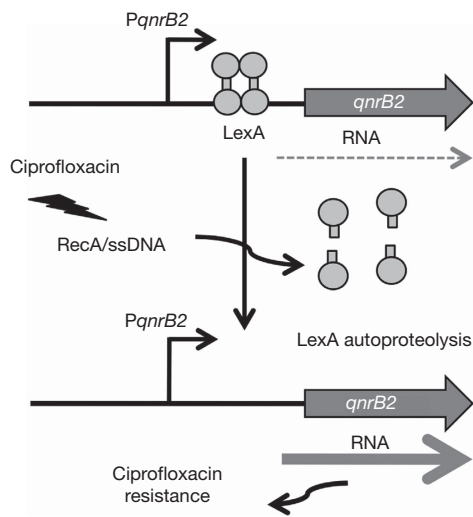 PqnrB2
qnrB2
LexA
RNA
Ciprofloxacin
RecA/ssDNA
PqnrB2
LexA autoproteolysis
qnrB2
RNA
Ciprofloxacin
resistance